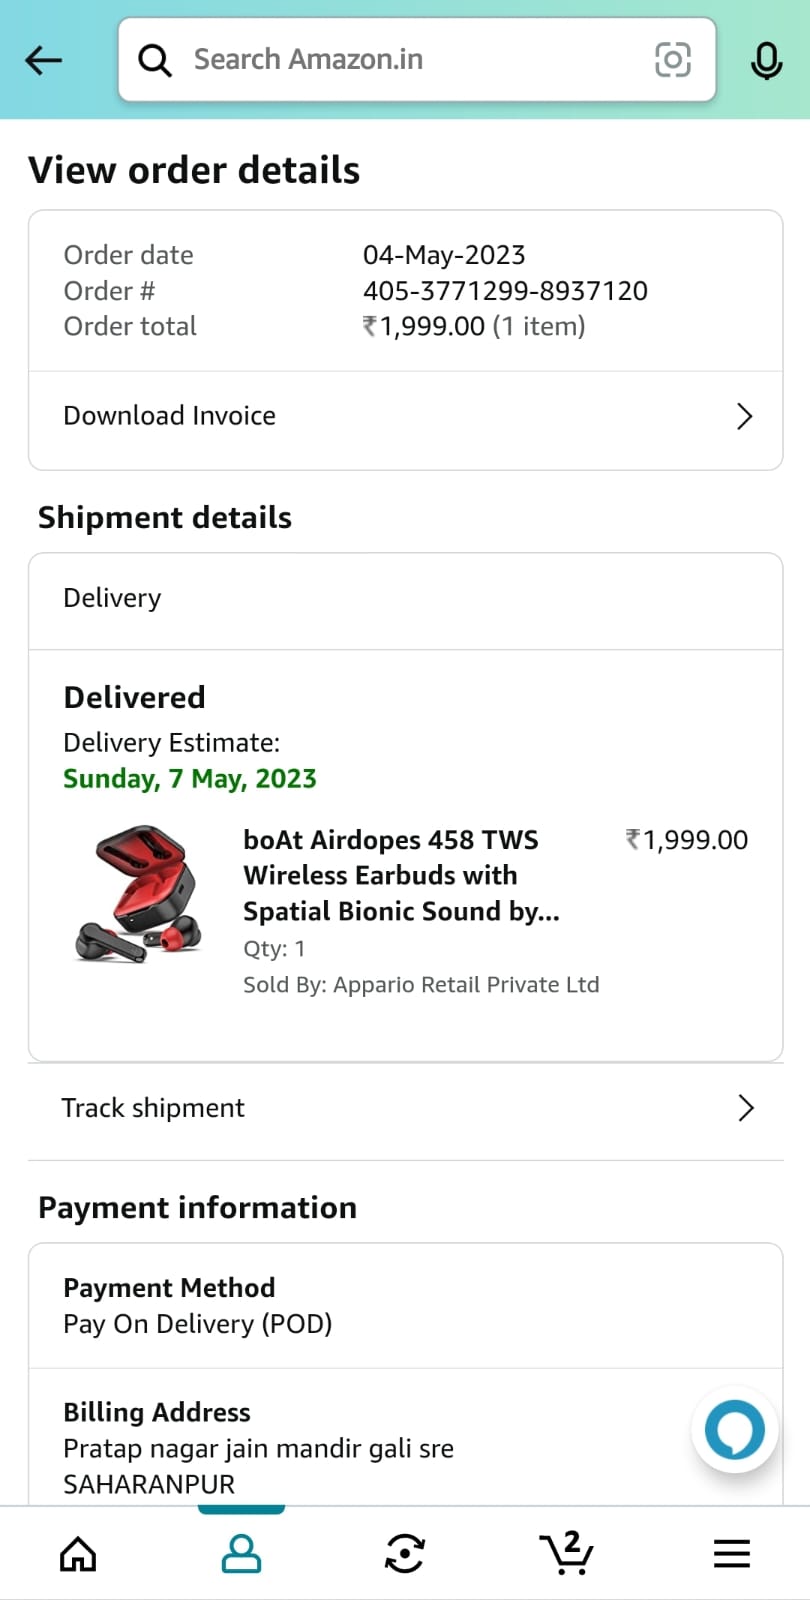 Search Amazon.in
View order details
Order date 04-May-2023
Order # 405-3771299-8937120
Order total ₹1,999.00 (1 item)
Download Invoice
Shipment details
Delivery
Delivered
Delivery Estimate:
Sunday, 7 May, 2023
boAt Airdopes 458 TWS ₹1,999.00
Wireless Earbuds with
Spatial Bionic Sound by...
Qty: 1
Sold By: Appario Retail Private Ltd
Track shipment
Payment information
Payment Method
Pay On Delivery (POD)
Billing Address
Pratap nagar jain mandir gali sre
SAHARANPUR
2